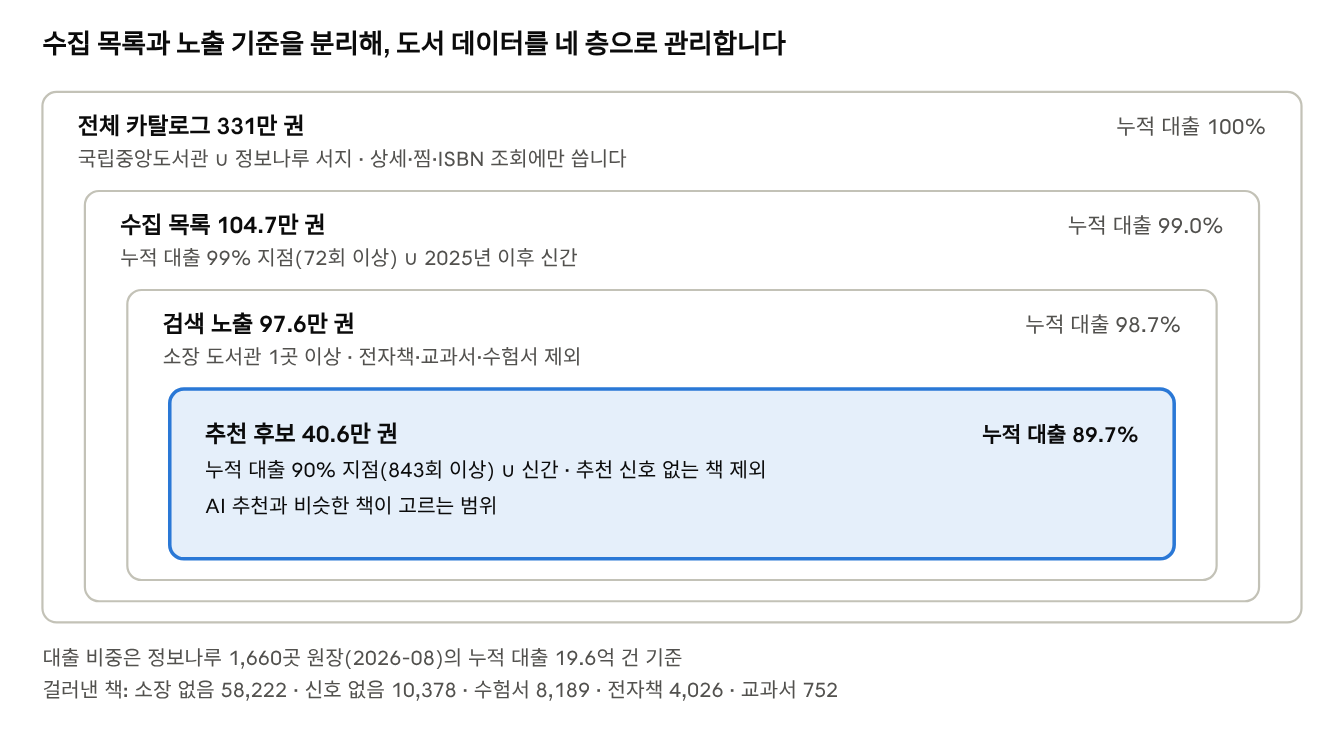 수집 목록과 노출 기준을 분리해, 도서 데이터를 네 층으로 관리합니다
전체 카탈로그 331만 권
누적 대출 100%
국립중앙도서관 ∪ 정보나루 서지 · 상세·찜·ISBN 조회에만 씁니다
수집 목록 104.7만 권
누적 대출 99.0%
누적 대출 99% 지점(72회 이상) ∪ 2025년 이후 신간
검색 노출 97.6만 권
누적 대출 98.7%
소장 도서관 1곳 이상 · 전자책·교과서·수험서 제외
추천 후보 40.6만 권
누적 대출 89.7%
누적 대출 90% 지점(843회 이상) ∪ 신간 · 추천 신호 없는 책 제외
AI 추천과 비슷한 책이 고르는 범위
대출 비중은 정보나루 1,660곳 원장(2026-08)의 누적 대출 19.6억 건 기준
걸러낸 책: 소장 없음 58,222 · 신호 없음 10,378 · 수험서 8,189 · 전자책 4,026 · 교과서 752